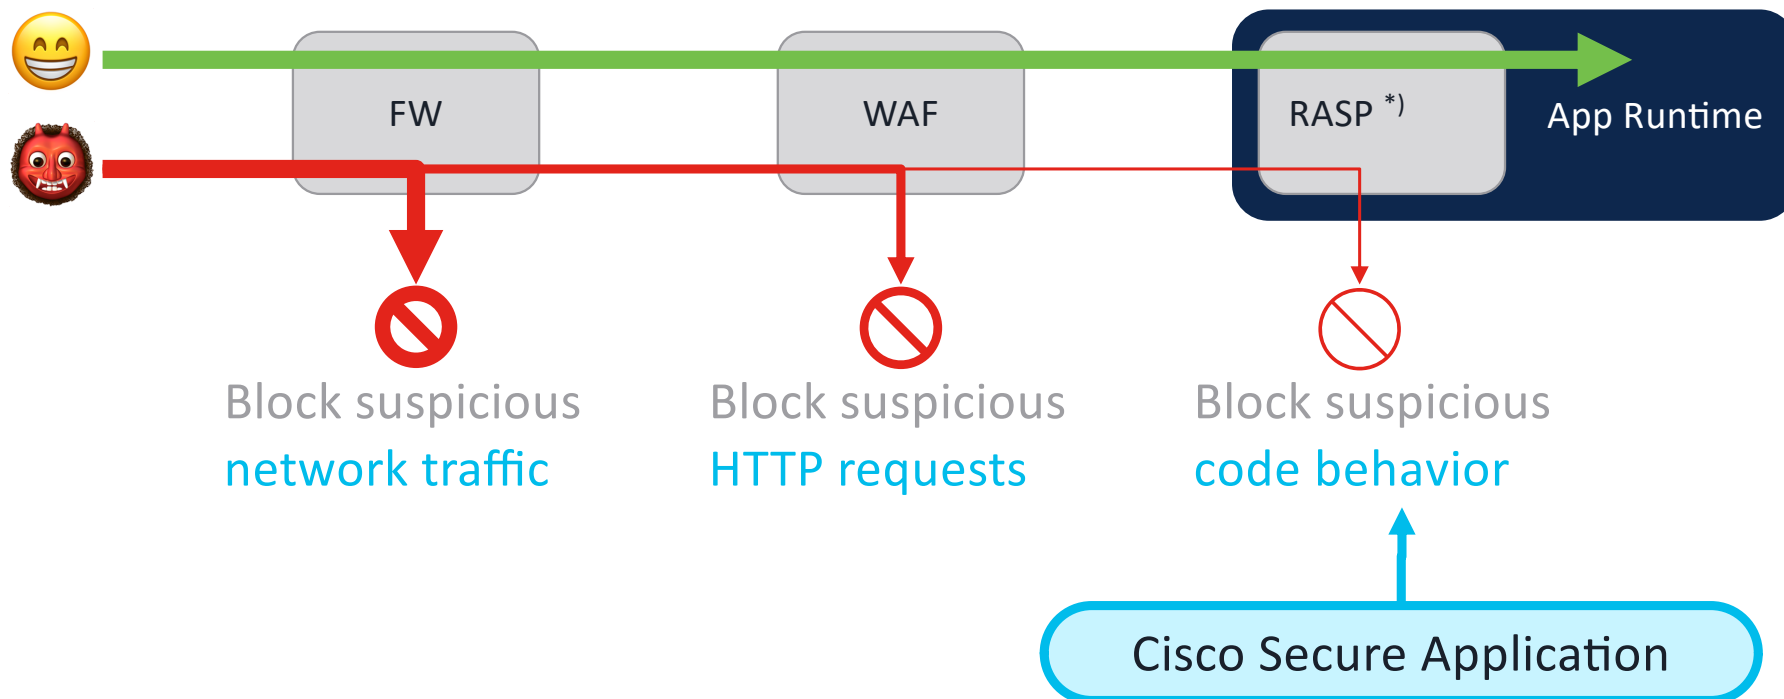 FW
WAF
RASP *)
App Runtime
Block suspicious
network traffic
Block suspicious
HTTP requests
Block suspicious
code behavior
Cisco Secure Application